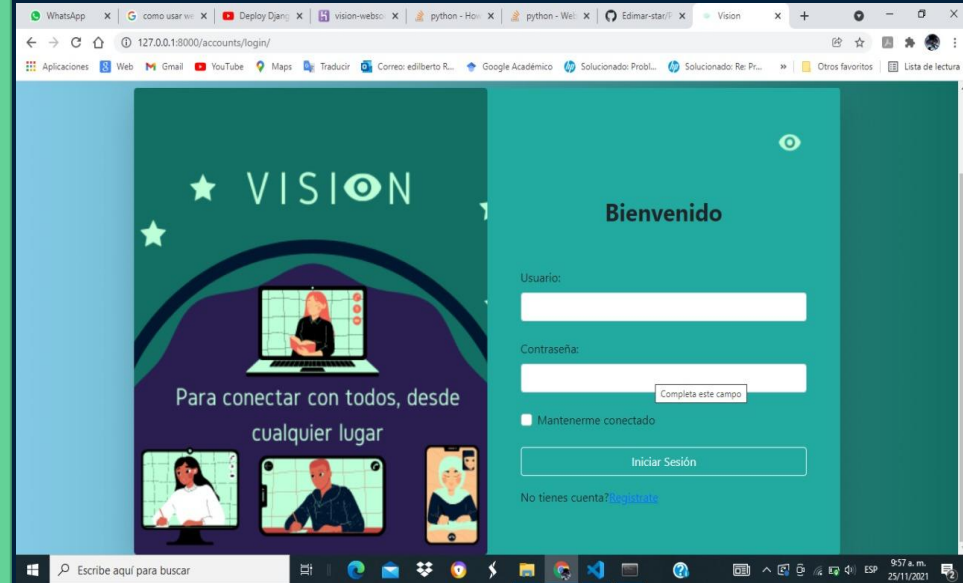 WhatsApp
como usar we
Deploy Djang
vision-websoc
python - How
python - Web
Edimar-star/
Vision
127.0.0.1:8000/accounts/login/
Aplicaciones
Web
Gmail
YouTube
Maps
Traducir
Correo: edilberto R...
Google Académico
Solucionado: Probl...
Solucionado: Re: Pr...
Otros favoritos
Lista de lectura
VISION
Para conectar con todos, desde
cualquier lugar
Bienvenido
Usuario:
Contraseña:
Completa este campo
Mantenerme conectado
Iniciar Sesión
No tienes cuenta?Registrate
Escribe aquí para buscar
ESP
9:57 a. m.
25/11/2021